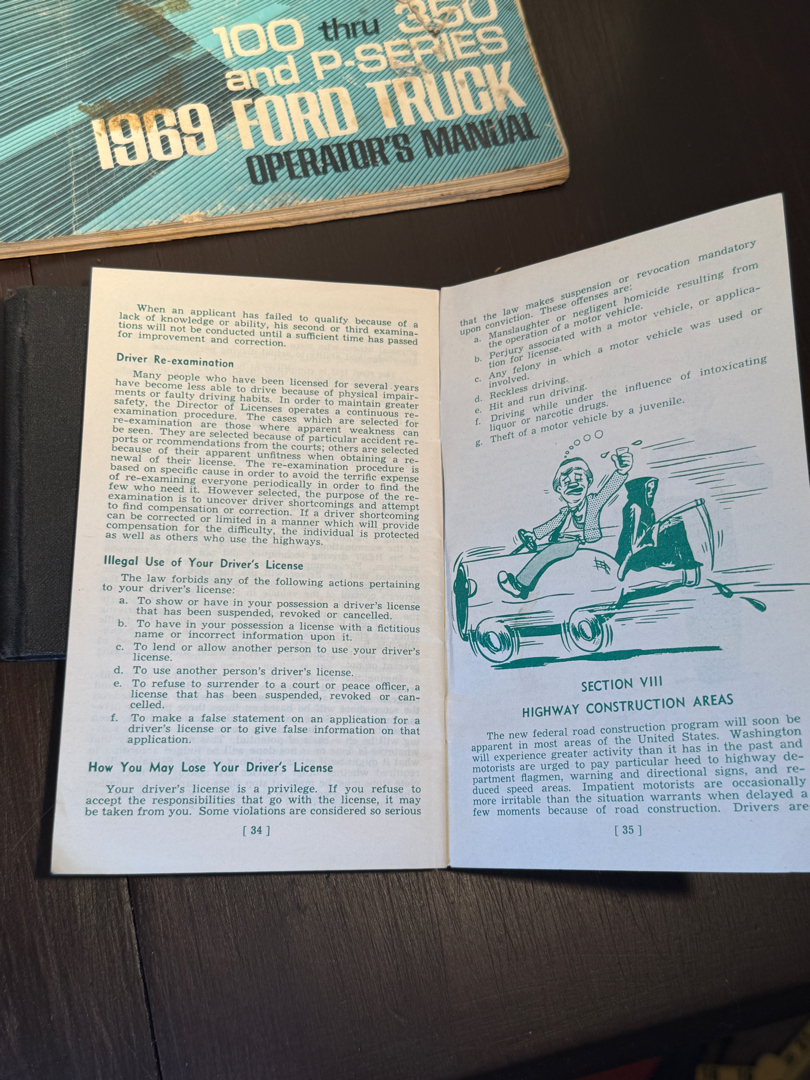 100 thru 350
and P-SERIES
1969 FORD TRUCK
OPERATOR'S MANUAL
When an applicant has failed to qualify because of a
lack of knowledge or ability, his second or third examina-
tions will not be conducted until a sufficient time has passed
for improvement and correction.
Driver Re-examination
Many people who have been licensed for several years
have become less able to drive because of physical impair-
ments or faulty driving habits. In order to maintain greater
safety, the Director of Licenses operates a continuous re-
examination procedure. The cases which are selected for
re-examination are those where apparent weakness can
be seen. They are selected because of particular accident re-
ports or rcommendations from the courts; others are selected
because of their apparent unfitness when obtaining a re-
newal of their license. The re-examination procedure is
based on specific cause in order to avoid the terrific expense
of re-examining everyone periodically in order to find the
few who need it. However selected, the purpose of the re-
examination is to uncover driver shortcomings and attempt
to find compensation or correction. If a driver shortcoming
can be corrected or limited in a manner which will provide
compensation for the difficulty, the individual is protected
as well as others who use the highways.
Illegal Use of Your Driver's License
The law forbids any of the following actions pertaining
to your driver's license:
a. To show or have in your possession a driver's license
that has been suspended, revoked or cancelled.
b. To have in your possession a license with a fictitious
name or incorrect information upon it.
c. To lend or allow another person to use your driver's
license.
d. To use another person's driver's license.
e. To refuse to surrender to a court or peace officer, a
license that has been suspended, revoked or can-
celled.
f. To make a false statement on an application for a
driver's license or to give false information on that
application.
How You May Lose Your Driver's License
Your driver's license is a privilege. If you refuse to
accept the responsibilities that go with the license, it may
be taken from you. Some violations are considered so serious
[ 34 ]
that the law makes suspension or revocation mandatory
upon conviction. These offenses are:
a. Manslaughter or negligent homicide resulting from
the operation of a motor vehicle.
b. Perjury associated with a motor vehicle, or applica-
tion for license.
c. Any felony in which a motor vehicle was used or
involved.
d. Reckless driving.
e. Hit and run driving.
f. Driving while under the influence of intoxicating
liquor or narcotic drugs.
g. Theft of a motor vehicle by a juvenile.
SECTION VIII
HIGHWAY CONSTRUCTION AREAS
The new federal road construction program will soon be
apparent in most areas of the United States. Washington
will experience greater activity than it has in the past and
motorists are urged to pay particular heed to highway de-
partment flagmen, warning and directional signs, and re-
duced speed areas. Impatient motorists are occasionally
more irritable than the situation warrants when delayed a
few moments because of road construction. Drivers are
[ 35 ]